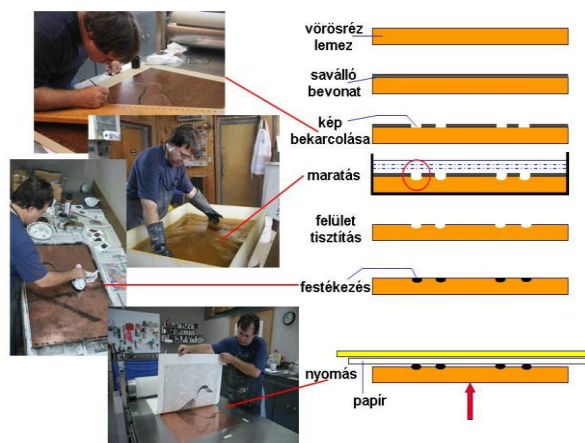 vörösréz
lemez
saválló
bevonat
kép
bekarcolása
maratás
felület
tisztítás
festékezés
nyomás
papír